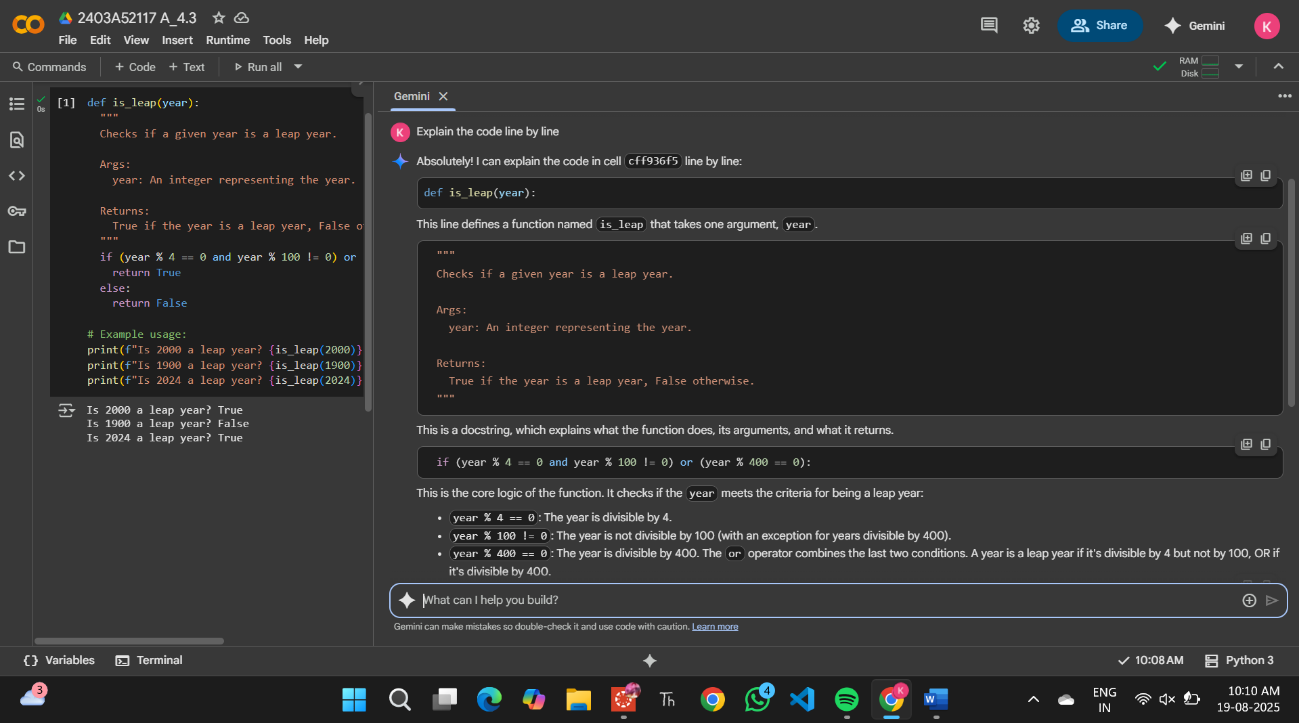 CO 2403A52117 A_4.3
File Edit View Insert Runtime Tools Help
Share
Gemini
K
Commands + Code + Text Run all
RAM
Disk
[1] def is_leap(year):
0s
"""
Checks if a given year is a leap year.
Args:
year: An integer representing the year.
Returns:
True if the year is a leap year, False o
"""
if (year % 4 == 0 and year % 100 != 0) or
return True
else:
return False
# Example usage:
print(f"Is 2000 a leap year? {is_leap(2000)}
print(f"Is 1900 a leap year? {is_leap(1900)}
print(f"Is 2024 a leap year? {is_leap(2024)}
Is 2000 a leap year? True
Is 1900 a leap year? False
Is 2024 a leap year? True
Gemini
K Explain the code line by line
Absolutely! I can explain the code in cell cff936f5 line by line:
def is_leap(year):
This line defines a function named is_leap that takes one argument, year .
"""
Checks if a given year is a leap year.
Args:
year: An integer representing the year.
Returns:
True if the year is a leap year, False otherwise.
"""
This is a docstring, which explains what the function does, its arguments, and what it returns.
if (year % 4 == 0 and year % 100 != 0) or (year % 400 == 0):
This is the core logic of the function. It checks if the year meets the criteria for being a leap year:
• year % 4 == 0 : The year is divisible by 4.
• year % 100 != 0 : The year is not divisible by 100 (with an exception for years divisible by 400).
• year % 400 == 0 : The year is divisible by 400. The or operator combines the last two conditions. A year is a leap year if it's divisible by 4 but not by 100, OR if
it's divisible by 400.
What can I help you build?
Gemini can make mistakes so double-check it and use code with caution. Learn more
{} Variables Terminal
10:08 AM Python 3
3
Th
4
K
W
ENG
IN
10:10 AM
19-08-2025